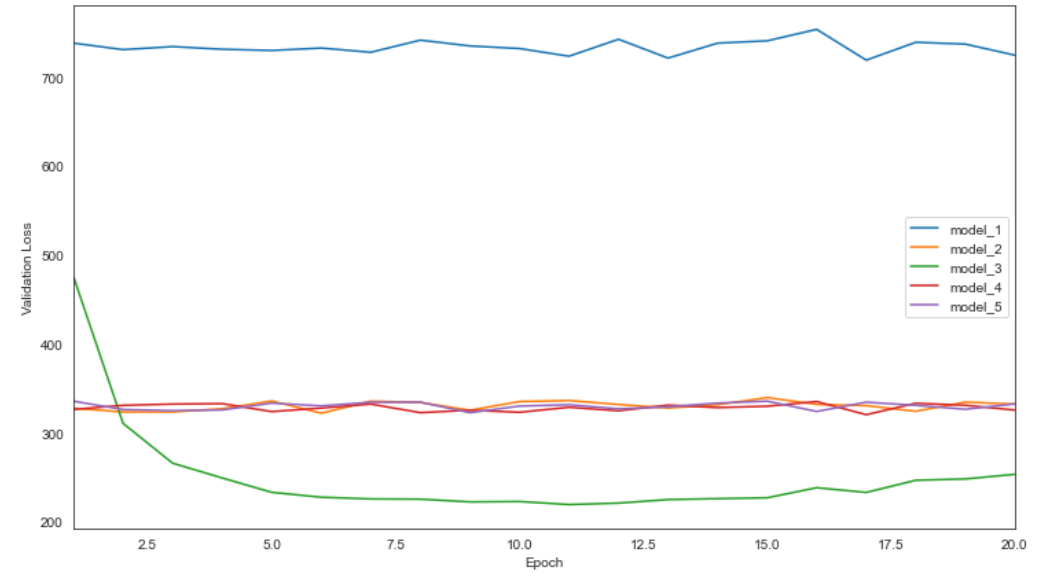 700
600
500
400
300
200
Validation Loss
model_1
model_2
model_3
model_4
model_5
2.5 5.0 7.5 10.0 12.5 15.0 17.5 20.0
Epoch